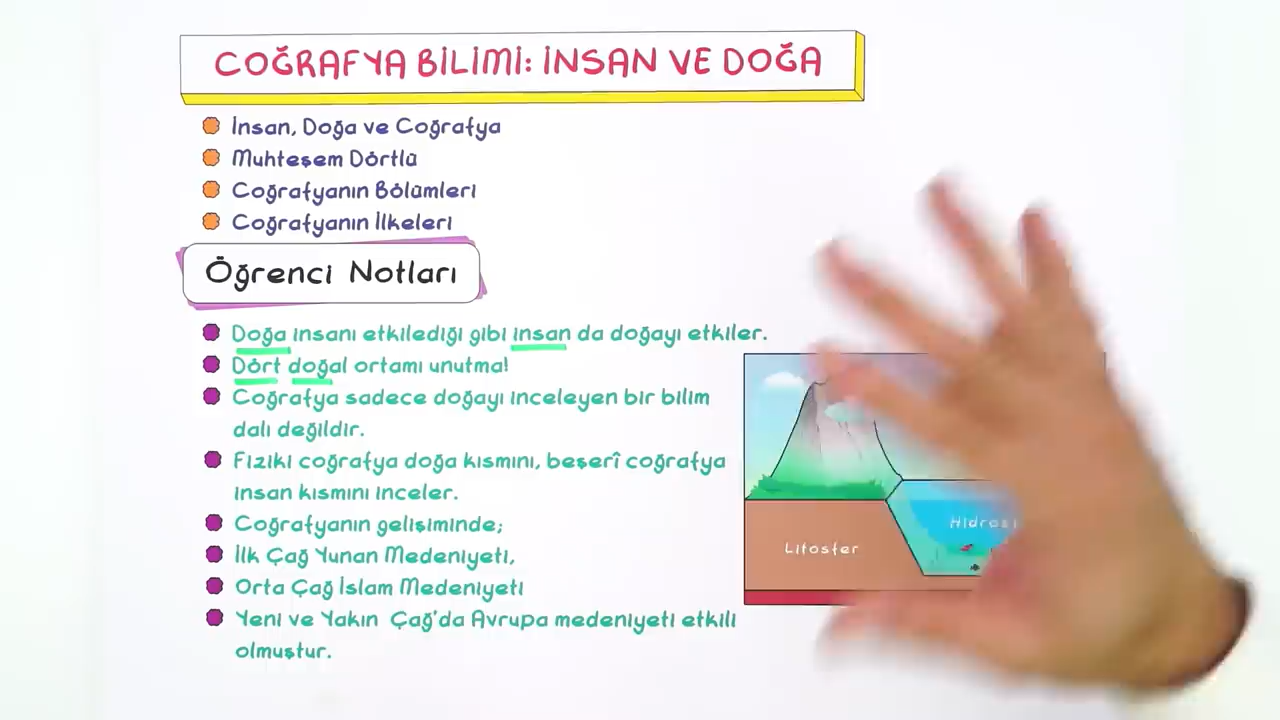 COĞRAFYA BİLİMİ: İNSAN VE DOĞA
İnsan, Doğa ve Coğrafya
Muhteşem Dörtlü
Coğrafyanın Bölümleri
Coğrafyanın İlkeleri
Öğrenci Notları
Doğa insanı etkilediği gibi insan da doğayı etkiler.
Dört doğal ortamı unutma!
Coğrafya sadece doğayı inceleyen bir bilim
dalı değildir.
Fiziki coğrafya doğa kısmını, beşerî coğrafya
insan kısmını inceler.
Coğrafyanın gelişiminde;
İlk Çağ Yunan Medeniyeti,
Orta Çağ İslam Medeniyeti
Yeni ve Yakın Çağ'da Avrupa medeniyeti etkili
olmuştur.
Litosfer